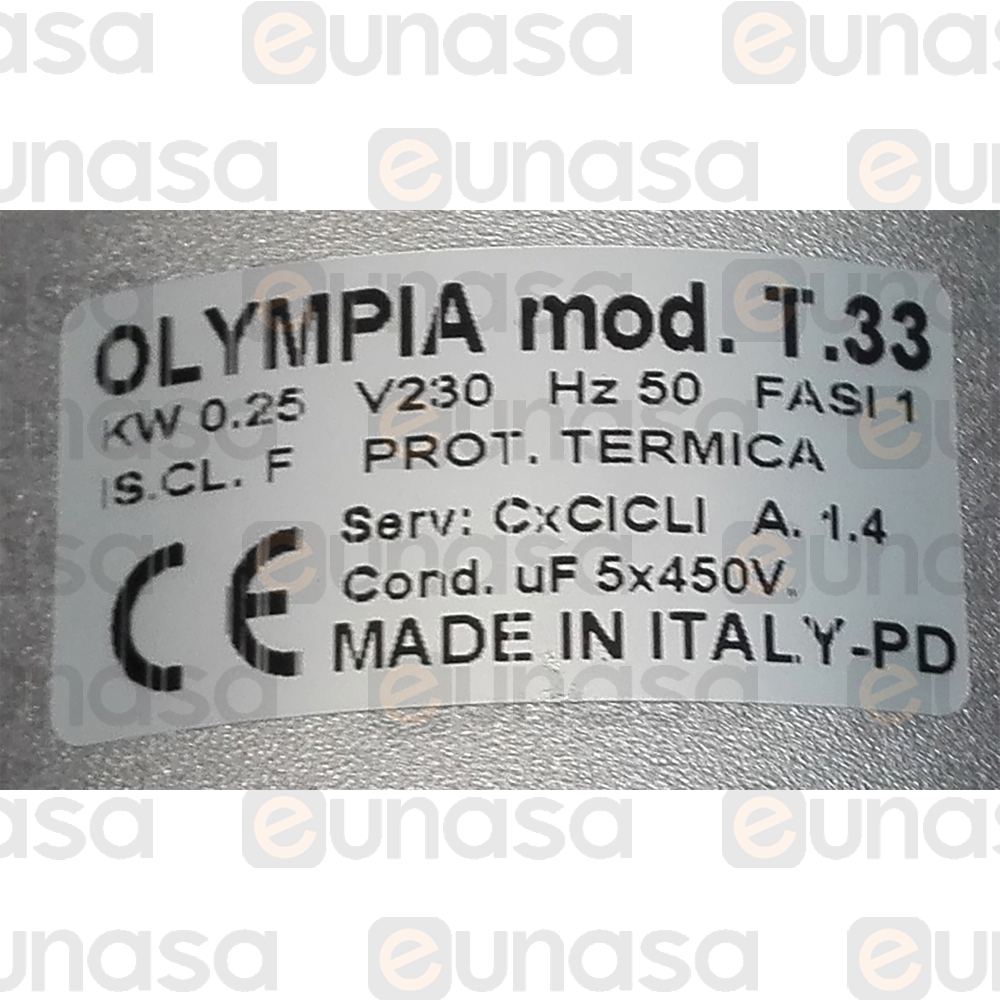 OLYMPIA mod. T.33
KW 0.25 V230 Hz 50 FASI 1
IS.CL. F PROT. TERMICA
Serv: CxCICLI A. 1.4
Cond. uF 5x450V.
CE
MADE IN ITALY-PD
eunasa